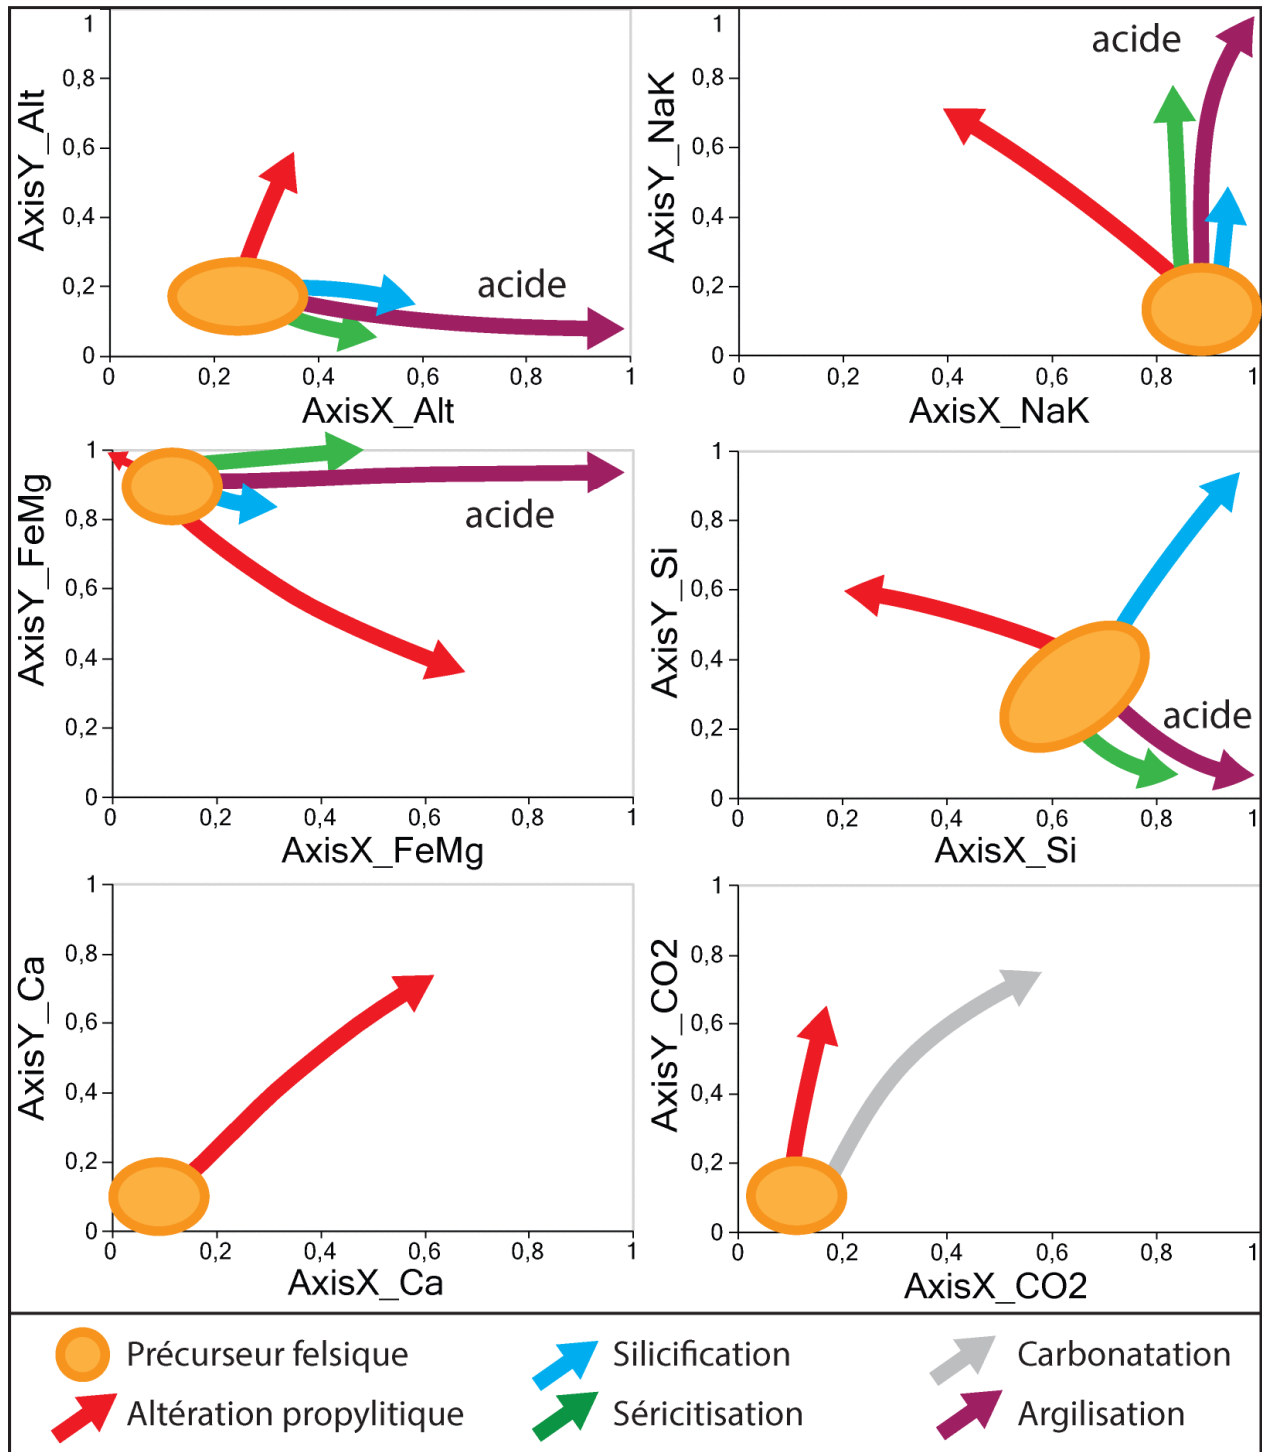 1
0,8
0,6
0,4
0,2
0
AxisY_Alt
acide
0 0,2 0,4 0,6 0,8 1
AxisX_Alt
1
0,8
0,6
0,4
0,2
0
AxisY_NaK
acide
0 0,2 0,4 0,6 0,8 1
AxisX_NaK
1
0,8
0,6
0,4
0,2
0
AxisY_FeMg
acide
0 0,2 0,4 0,6 0,8 1
AxisX_FeMg
1
0,8
0,6
0,4
0,2
0
AxisY_Si
acide
0 0,2 0,4 0,6 0,8 1
AxisX_Si
1
0,8
0,6
0,4
0,2
0
AxisY_Ca
0 0,2 0,4 0,6 0,8 1
AxisX_Ca
1
0,8
0,6
0,4
0,2
0
AxisY_CO2
0 0,2 0,4 0,6 0,8 1
AxisX_CO2
Précurseur felsique
Silicification
Carbonatation
Altération propylitique
Séricitisation
Argilisation